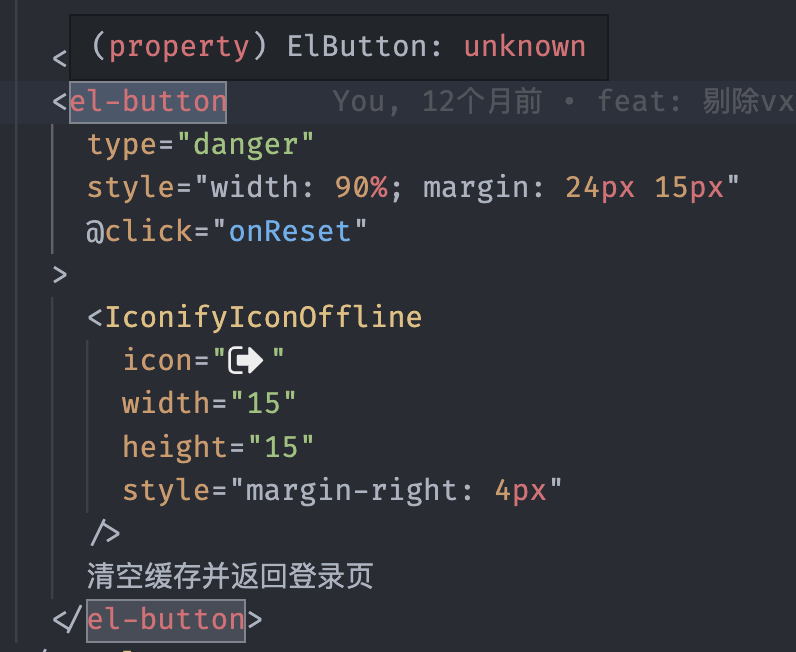 (property) ElButton: unknown
<
<el-button You, 12个月前 • feat: 剔除vx
type="danger"
style="width: 90%; margin: 24px 15px"
@click="onReset"
>
<IconifyIconOffline
icon=""
width="15"
height="15"
style="margin-right: 4px"
/>
清空缓存并返回登录页
</el-button>